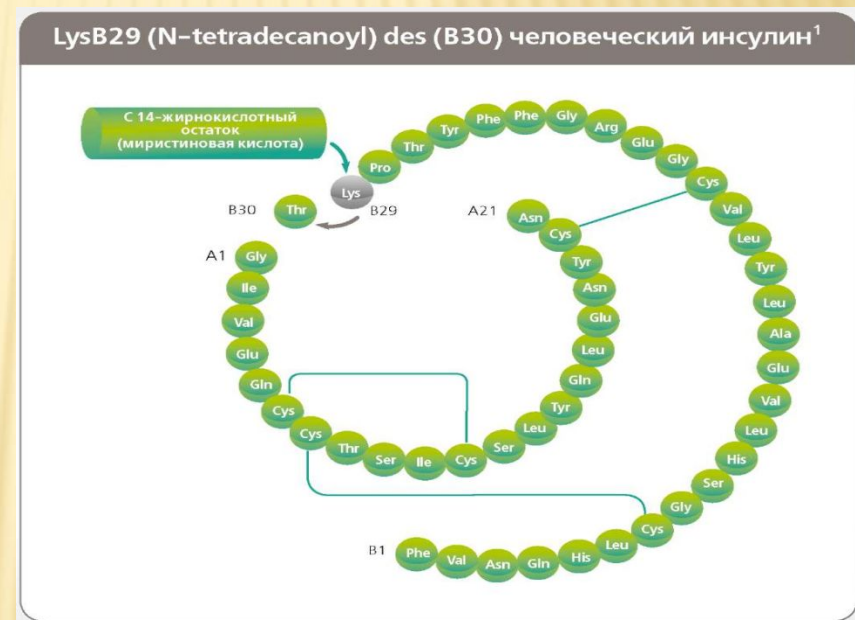 LysB29 (N-tetradecanoyl) des (B30) человеческий инсулин¹
С 14-жирнокислотный
остаток
(миристиновая кислота)
Lys
Pro
Thr
Tyr
Phe
Phe
Gly
Arg
Glu
Gly
Cys
Val
Leu
Tyr
Leu
Ala
Glu
Val
Leu
His
Ser
Gly
Cys
Leu
His
Gln
Asn
Val
Phe
B1
B30
Thr
B29
A21
Asn
Cys
Tyr
Asn
Glu
Leu
Gln
Tyr
Leu
Ser
Cys
Ile
Ser
Thr
Cys
Cys
Gln
Glu
Val
Ile
Gly
A1